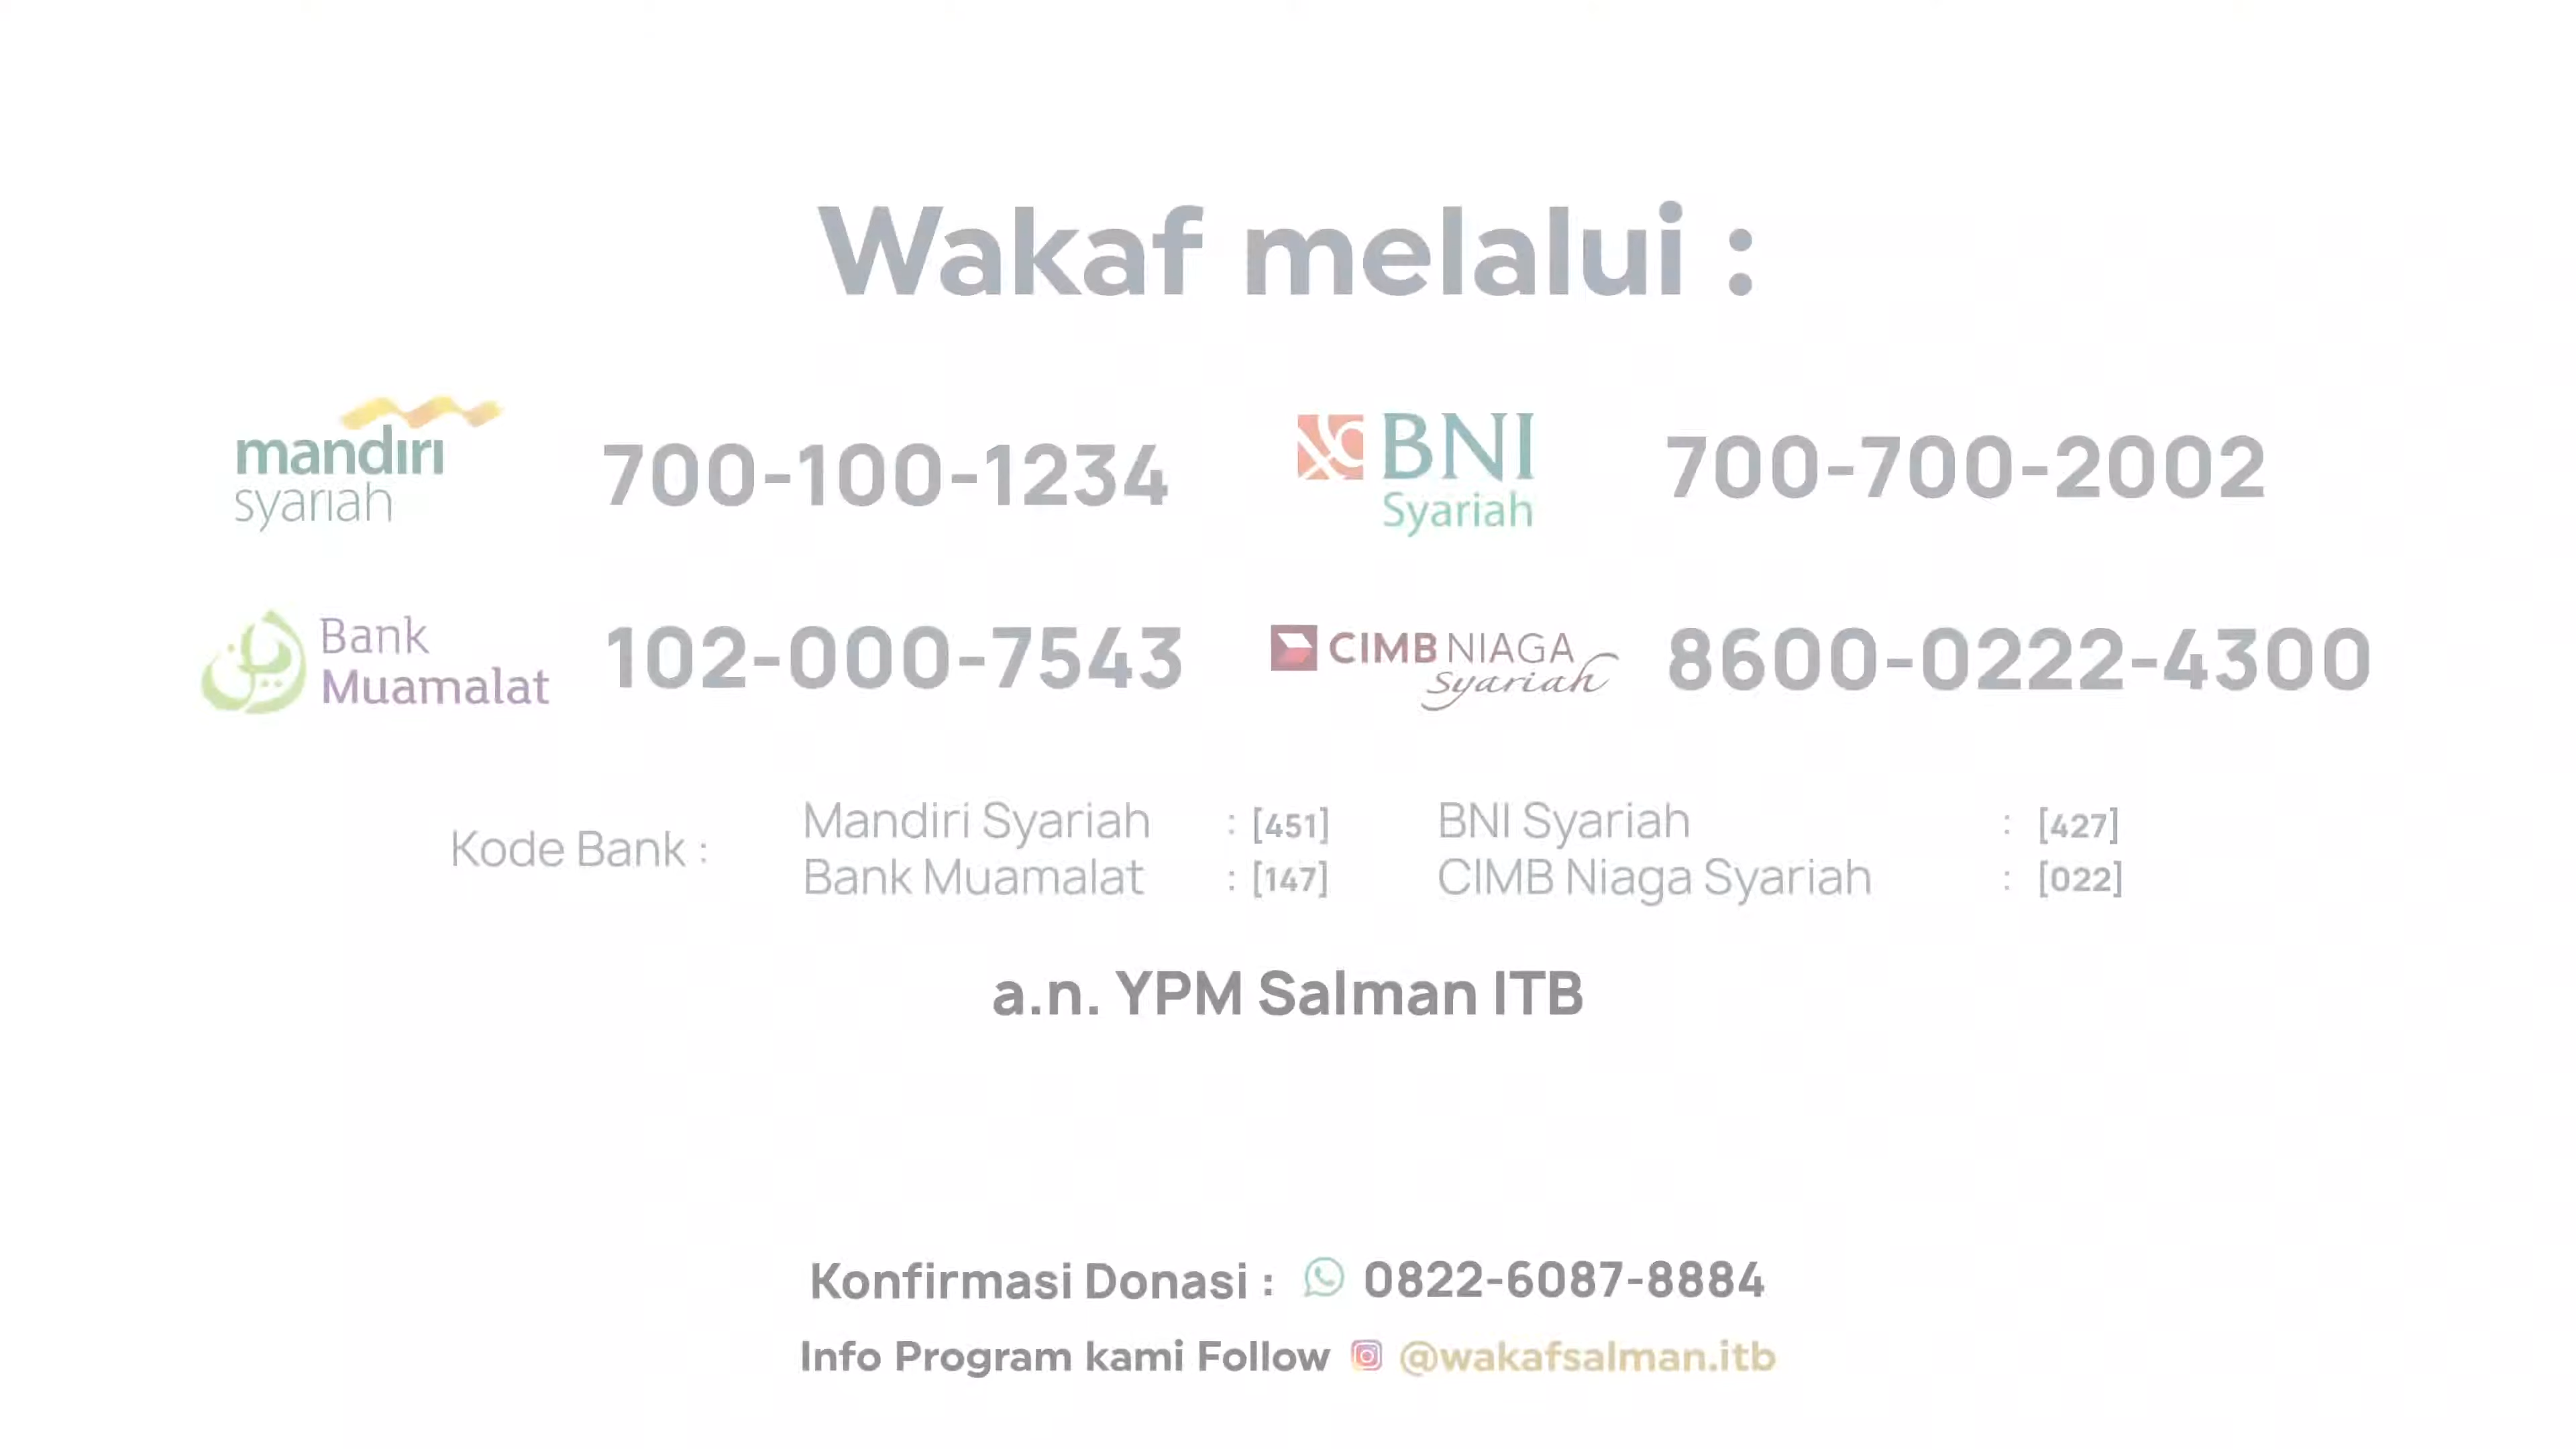 Wakaf melalui :
mandiri
syariah
700-100-1234
BNI
Syariah
700-700-2002
Bank
Muamalat
102-000-7543
CIMB NIAGA
Syariah
8600-0222-4300
Kode Bank :
Mandiri Syariah : [451]
Bank Muamalat : [147]
BNI Syariah : [427]
CIMB Niaga Syariah : [022]
a.n. YPM Salman ITB
Konfirmasi Donasi : 0822-6087-8884
Info Program kami Follow @wakafsalman.itb